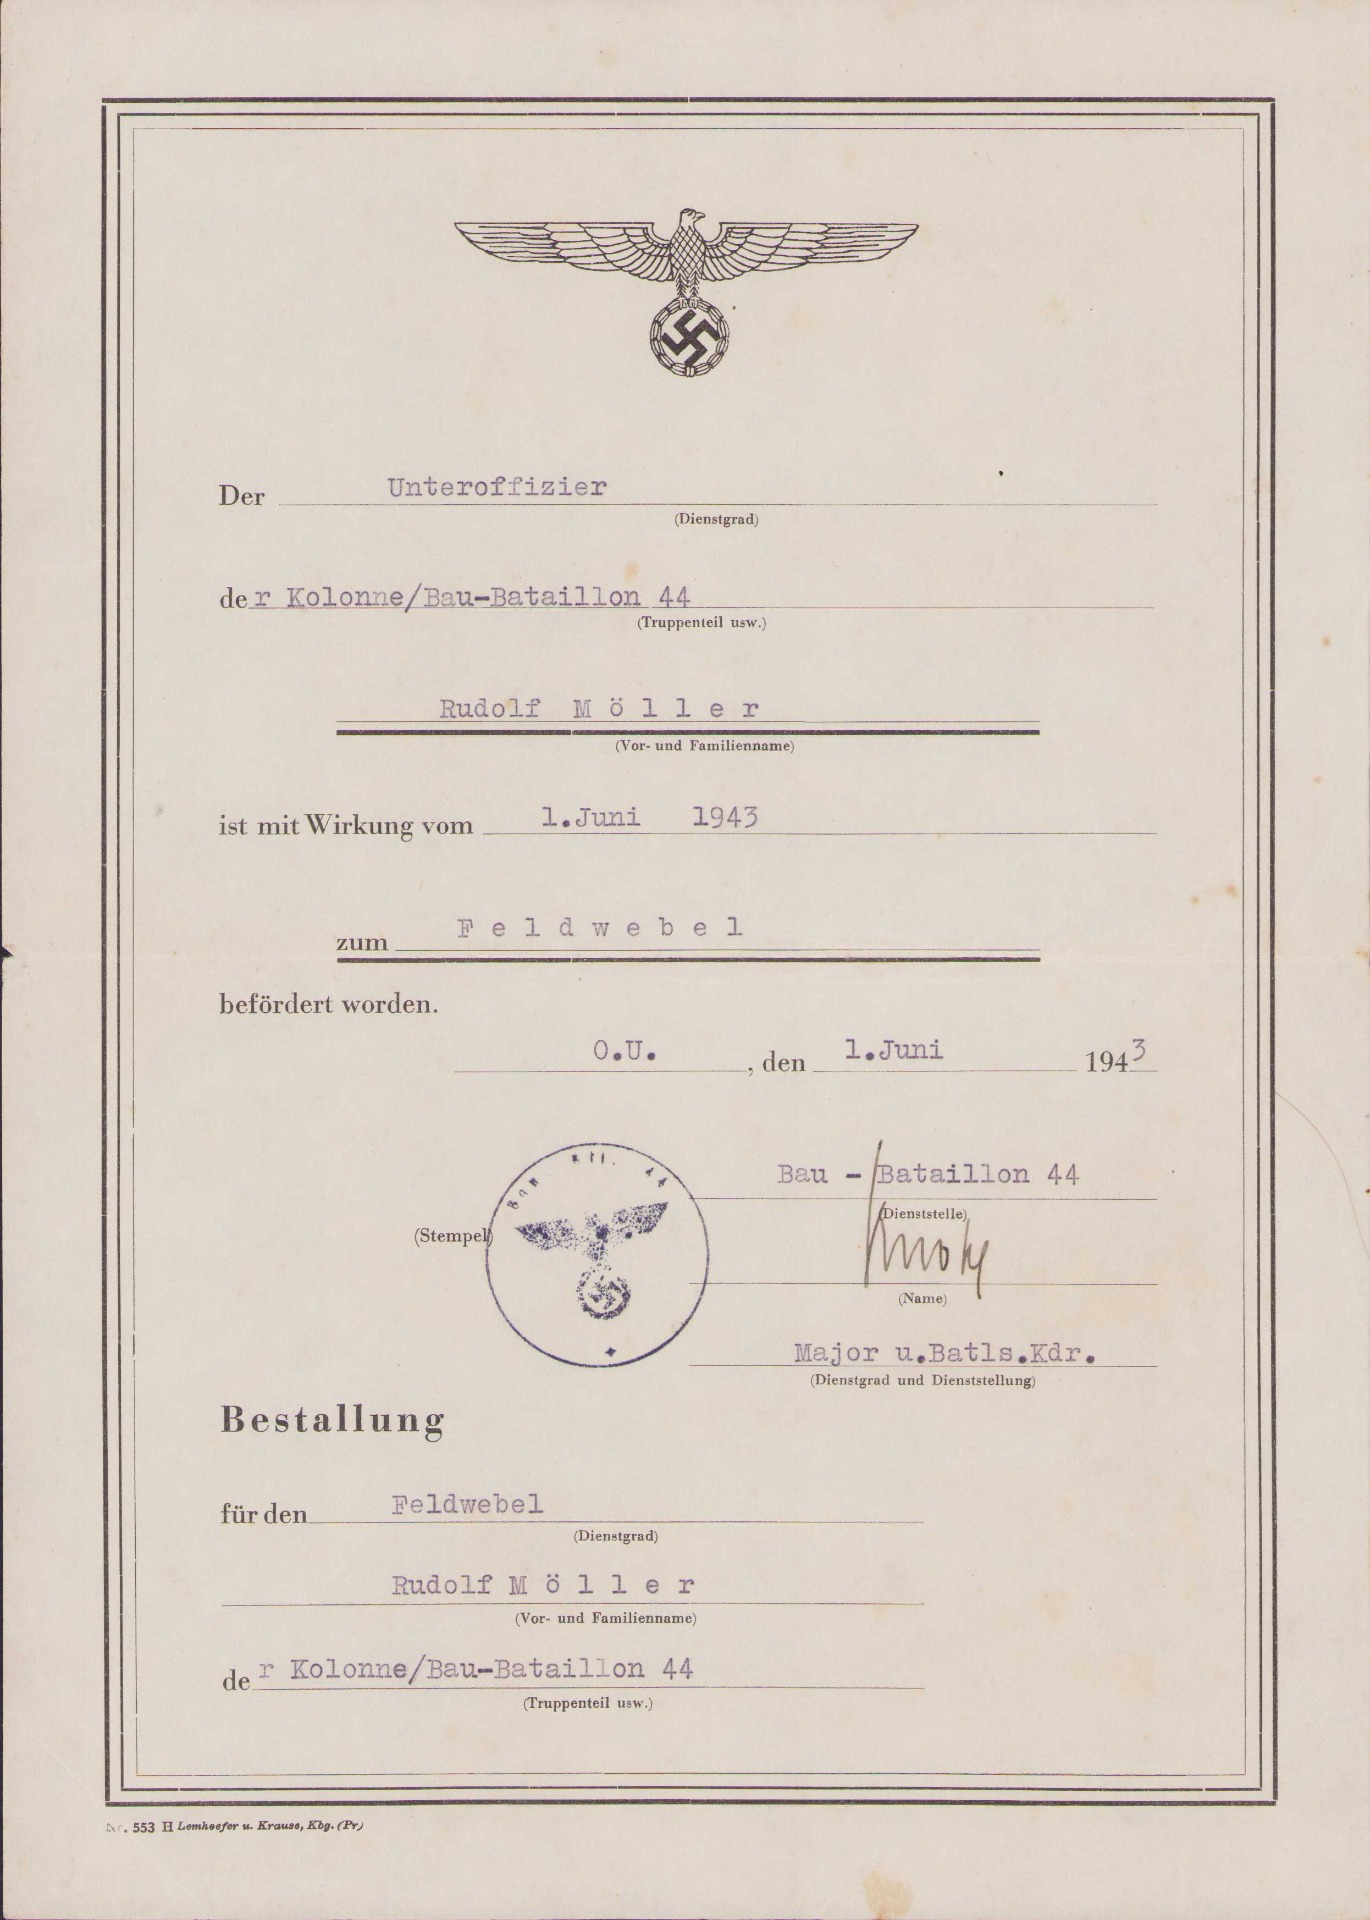 Der Unteroffizier
(Dienstgrad)
der Kolonne/Bau-Bataillon 44
(Truppenteil usw.)
Rudolf M ö l l e r
(Vor- und Familienname)
ist mit Wirkung vom 1.Juni 1943
zum F e l d w e b e l
befördert worden.
O.U. , den 1.Juni 1943
Bau - Bataillon 44
(Dienststelle)
(Stempel)
(Name)
Major u.Batls.Kdr.
(Dienstgrad und Dienststellung)
Bestallung
für den Feldwebel
(Dienstgrad)
Rudolf M ö l l e r
(Vor- und Familienname)
der Kolonne/Bau-Bataillon 44
(Truppenteil usw.)
Nr. 553 H Lemhoefer u. Krause, Kbg. (Pr)